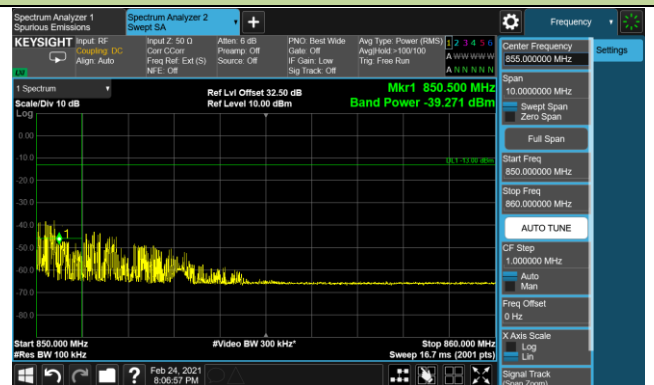 Spectrum Analyzer 1
Spurious Emissions
Spectrum Analyzer 2
Swept SA
Frequency
KEYSIGHT
Input: RF
Coupling: DC
Align: Auto
Input Z: 50 Ω
Corr CCorr
Freq Ref: Ext (S)
NFE: Off
Atten: 6 dB
Preamp: Off
Source: Off
PNO: Best Wide
Gate: Off
IF Gain: Low
Sig Track: Off
Avg Type: Power (RMS)
Avg|Hold:>100/100
Trig: Free Run
1 2 3 4 5 6
A W W W W W
A N N N N N
LU
1 Spectrum
Scale/Div 10 dB
Log
Ref Lvl Offset 32.50 dB
Ref Level 10.00 dBm
Mkr1 850.500 MHz
Band Power -39.271 dBm
0.00
-10.0
-20.0
-30.0
-40.0
-50.0
-60.0
-70.0
-80.0
DL1 -13.00 dBm
1
Start 850.000 MHz
#Res BW 100 kHz
#Video BW 300 kHz*
Stop 860.000 MHz
Sweep 16.7 ms (2001 pts)
Feb 24, 2021
8:06:57 PM
Center Frequency
855.000000 MHz
Settings
Span
10.0000000 MHz
Swept Span
Zero Span
Full Span
Start Freq
850.000000 MHz
Stop Freq
860.000000 MHz
AUTO TUNE
CF Step
1.000000 MHz
Auto
Man
Freq Offset
0 Hz
X Axis Scale
Log
Lin
Signal Track
(Span Zoom)